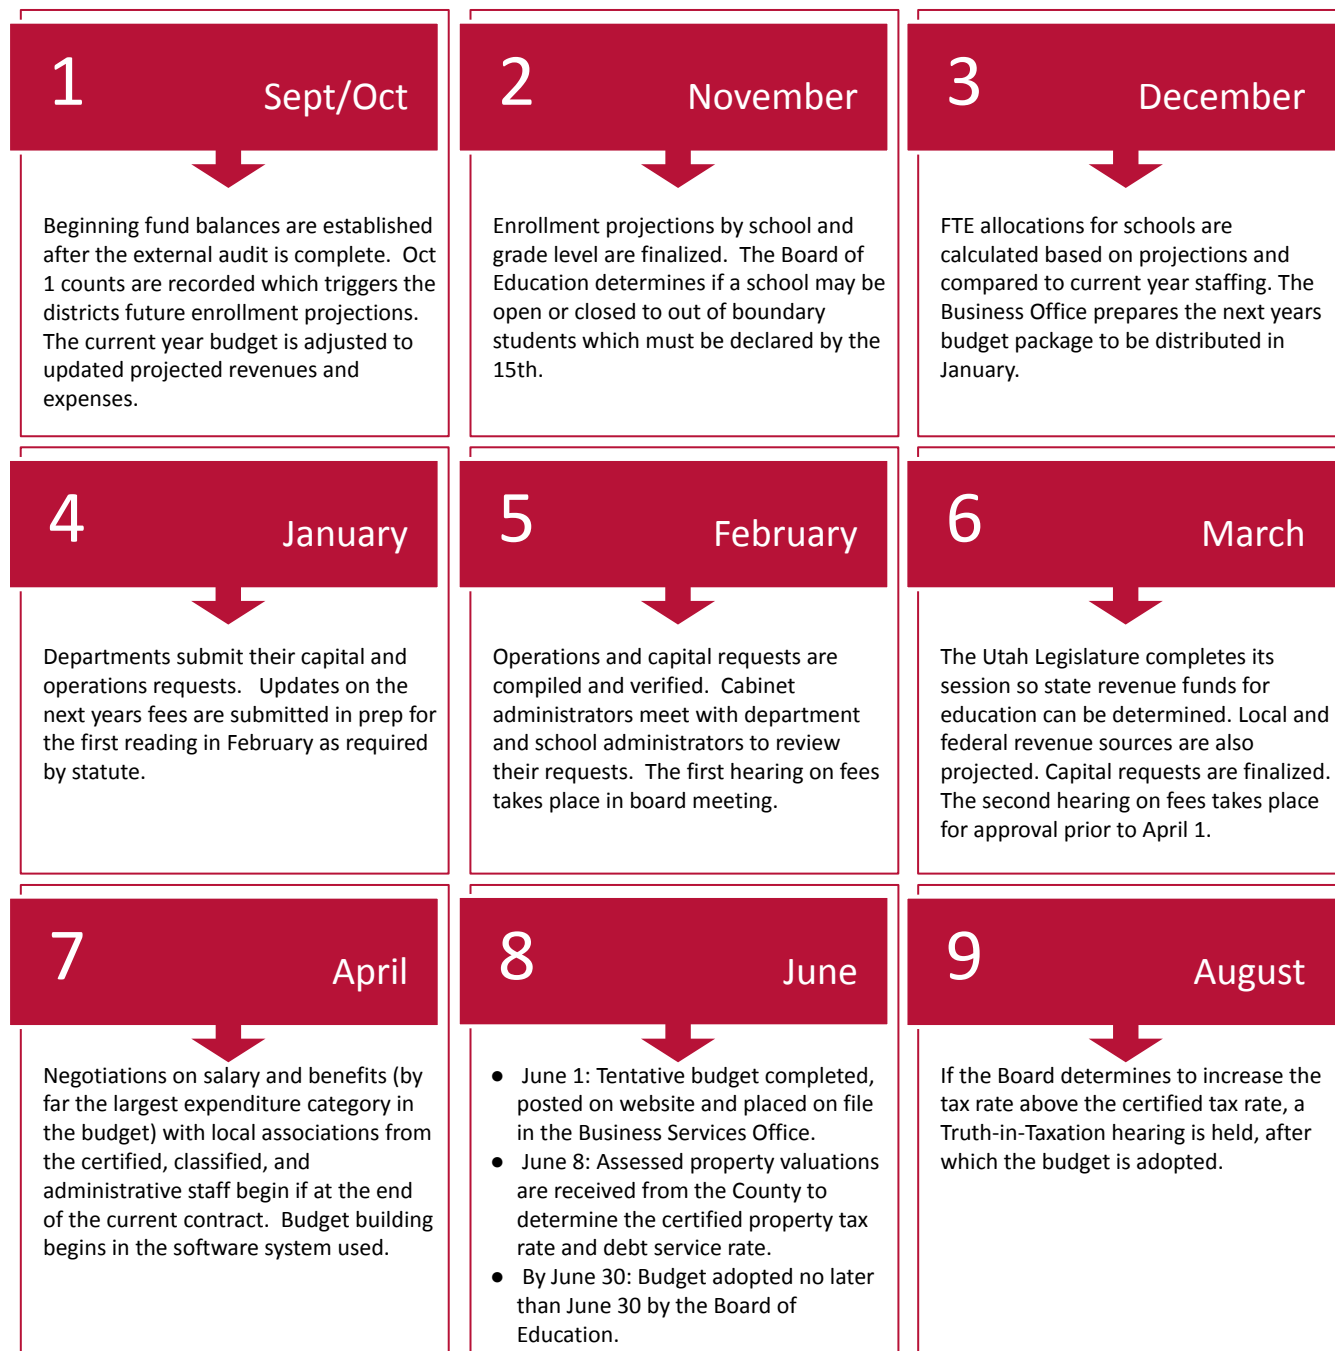 1
Sept/Oct
Beginning fund balances are established
after the external audit is complete.  Oct
1 counts are recorded which triggers the
districts future enrollment projections.
The current year budget is adjusted to
updated projected revenues and
expenses.
2
November
Enrollment projections by school and
grade level are finalized.  The Board of
Education determines if a school may be
open or closed to out of boundary
students which must be declared by the
15th.
3
December
FTE allocations for schools are
calculated based on projections and
compared to current year staffing. The
Business Office prepares the next years
budget package to be distributed in
January.
4
January
Departments submit their capital and
operations requests.   Updates on the
next years fees are submitted in prep for
the first reading in February as required
by statute.
5
February
Operations and capital requests are
compiled and verified.  Cabinet
administrators meet with department
and school administrators to review
their requests.  The first hearing on fees
takes place in board meeting.
6
March
The Utah Legislature completes its
session so state revenue funds for
education can be determined. Local and
federal revenue sources are also
projected. Capital requests are finalized.
The second hearing on fees takes place
for approval prior to April 1.
7
April
Negotiations on salary and benefits (by
far the largest expenditure category in
the budget) with local associations from
the certified, classified, and
administrative staff begin if at the end
of the current contract.  Budget building
begins in the software system used.
8
June
● June 1: Tentative budget completed,
posted on website and placed on file
in the Business Services Office.
● June 8: Assessed property valuations
are received from the County to
determine the certified property tax
rate and debt service rate.
● By June 30: Budget adopted no later
than June 30 by the Board of
Education.
9
August
If the Board determines to increase the
tax rate above the certified tax rate, a
Truth-in-Taxation hearing is held, after
which the budget is adopted.